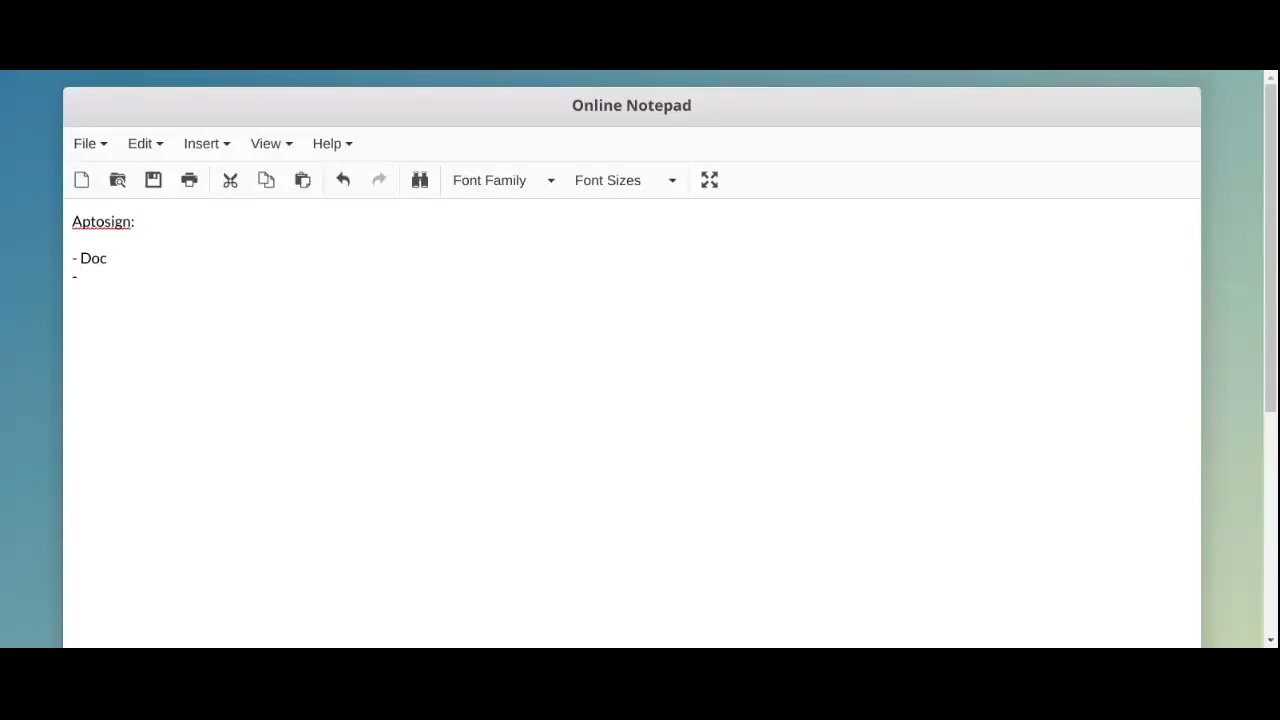 Online Notepad
File Edit Insert View Help
Font Family Font Sizes
Aptosign:
- Doc
-